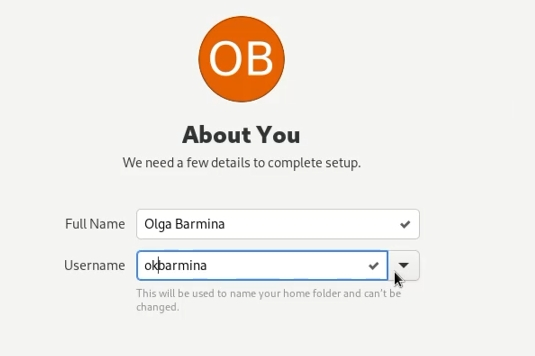 OB
About You
We need a few details to complete setup.
Full Name Olga Barmina
Username okbarmina
This will be used to name your home folder and can't be
changed.